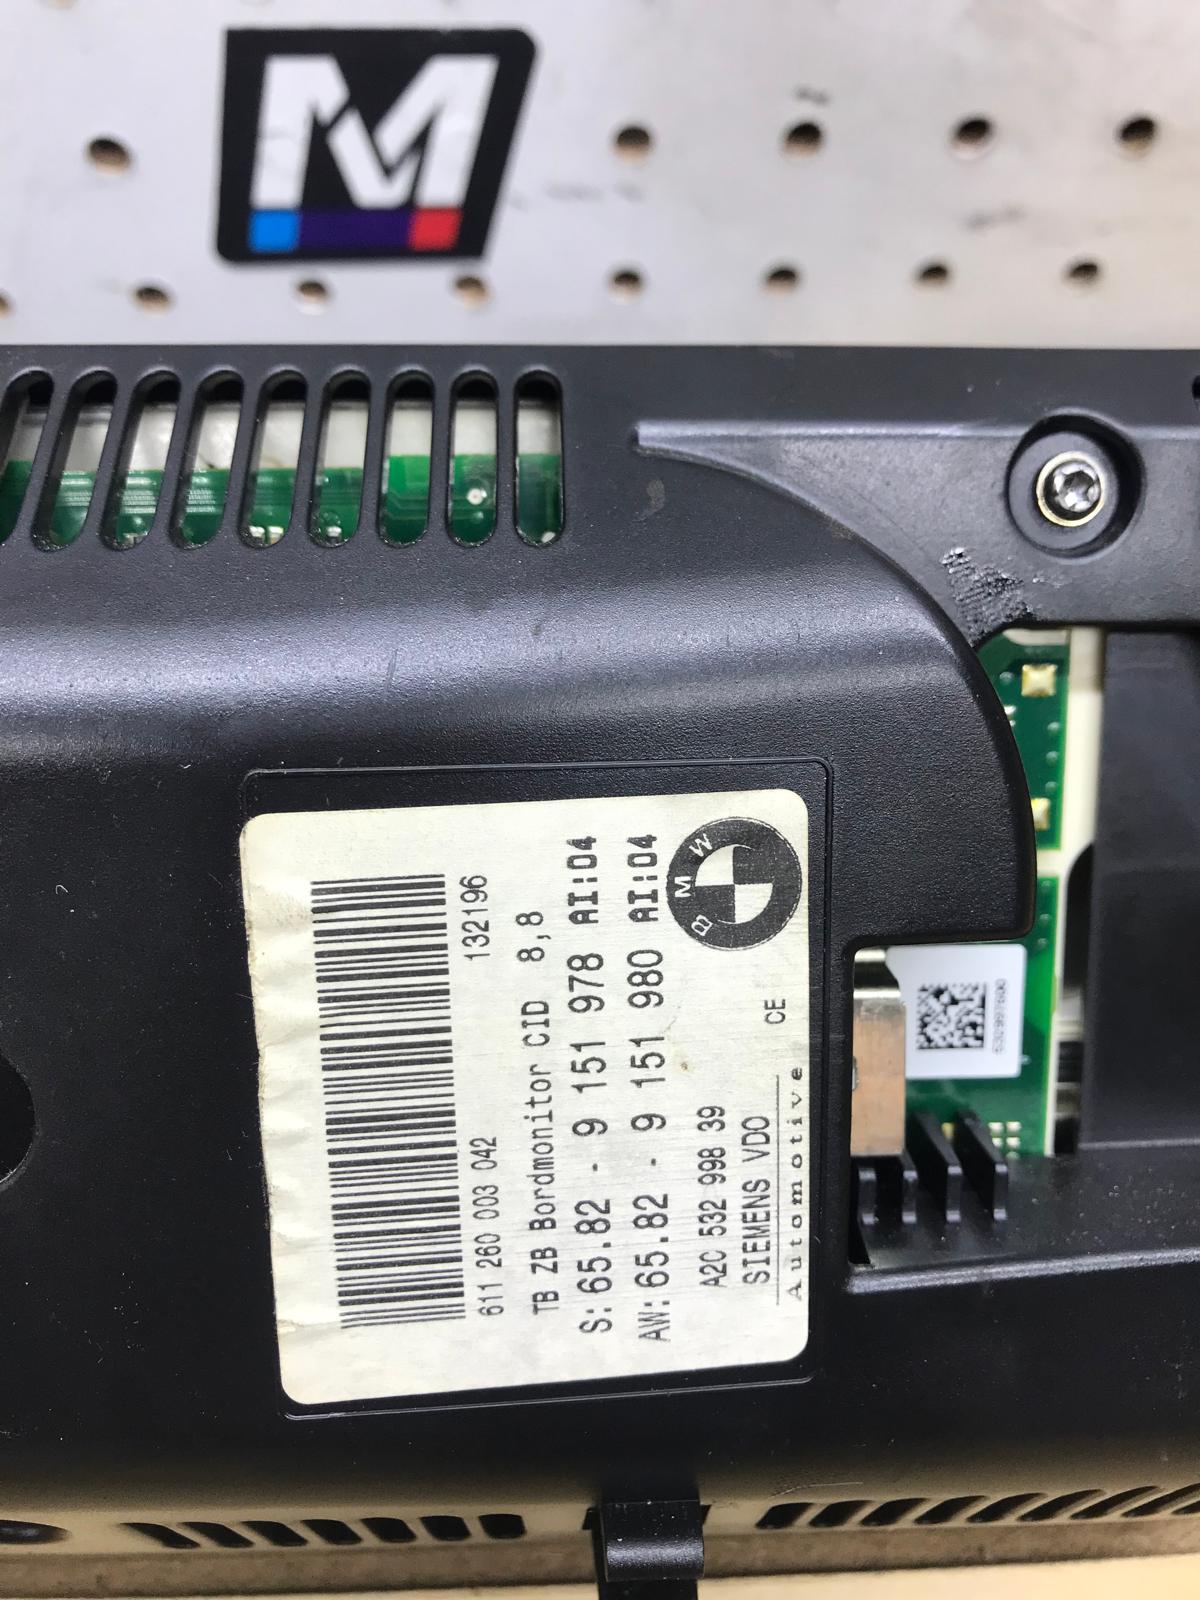 M
132196
611 260 003 042
TB ZB Bordmonitor CID 8,8
S: 65.82 - 9 151 978 AI:04
AW: 65.82 - 9 151 980 AI:04
A2C 532 998 39
SIEMENS VDO
Automotive
CE
BMW